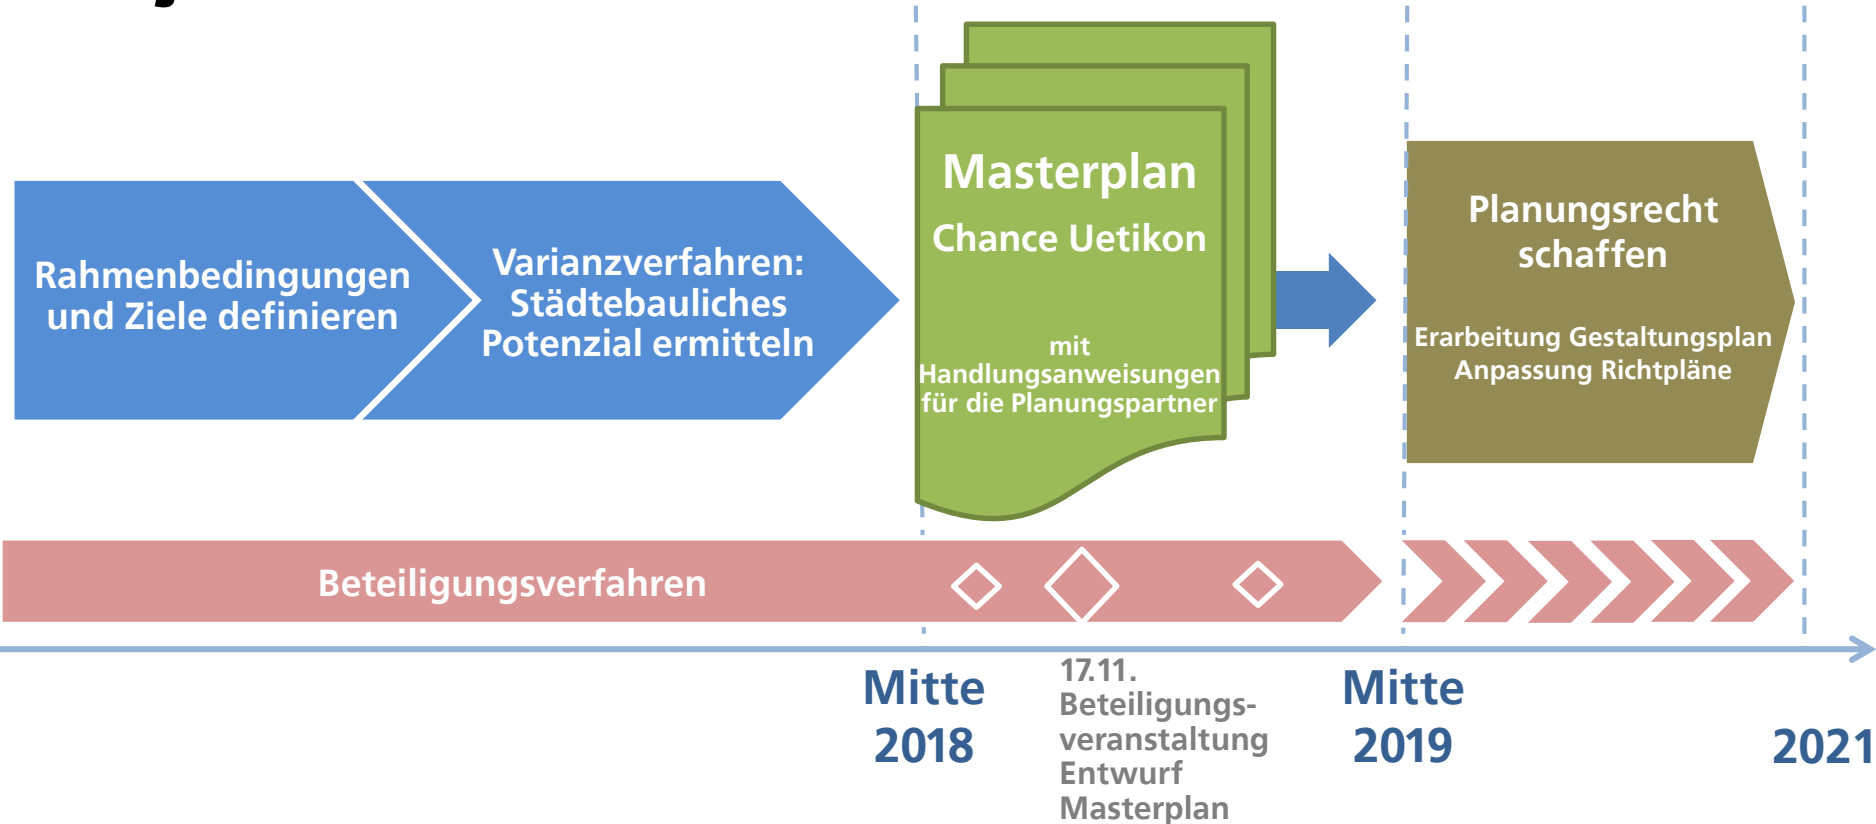 Rahmenbedingungen
und Ziele definieren
Varianzverfahren:
Städtebauliches
Potenzial ermitteln
Masterplan
Chance Uetikon
mit
Handlungsanweisungen
für die Planungspartner
Planungsrecht
schaffen
Erarbeitung Gestaltungsplan
Anpassung Richtpläne
Beteiligungsverfahren
Mitte
2018
17.11.
Beteiligungs-
veranstaltung
Entwurf
Masterplan
Mitte
2019
2021